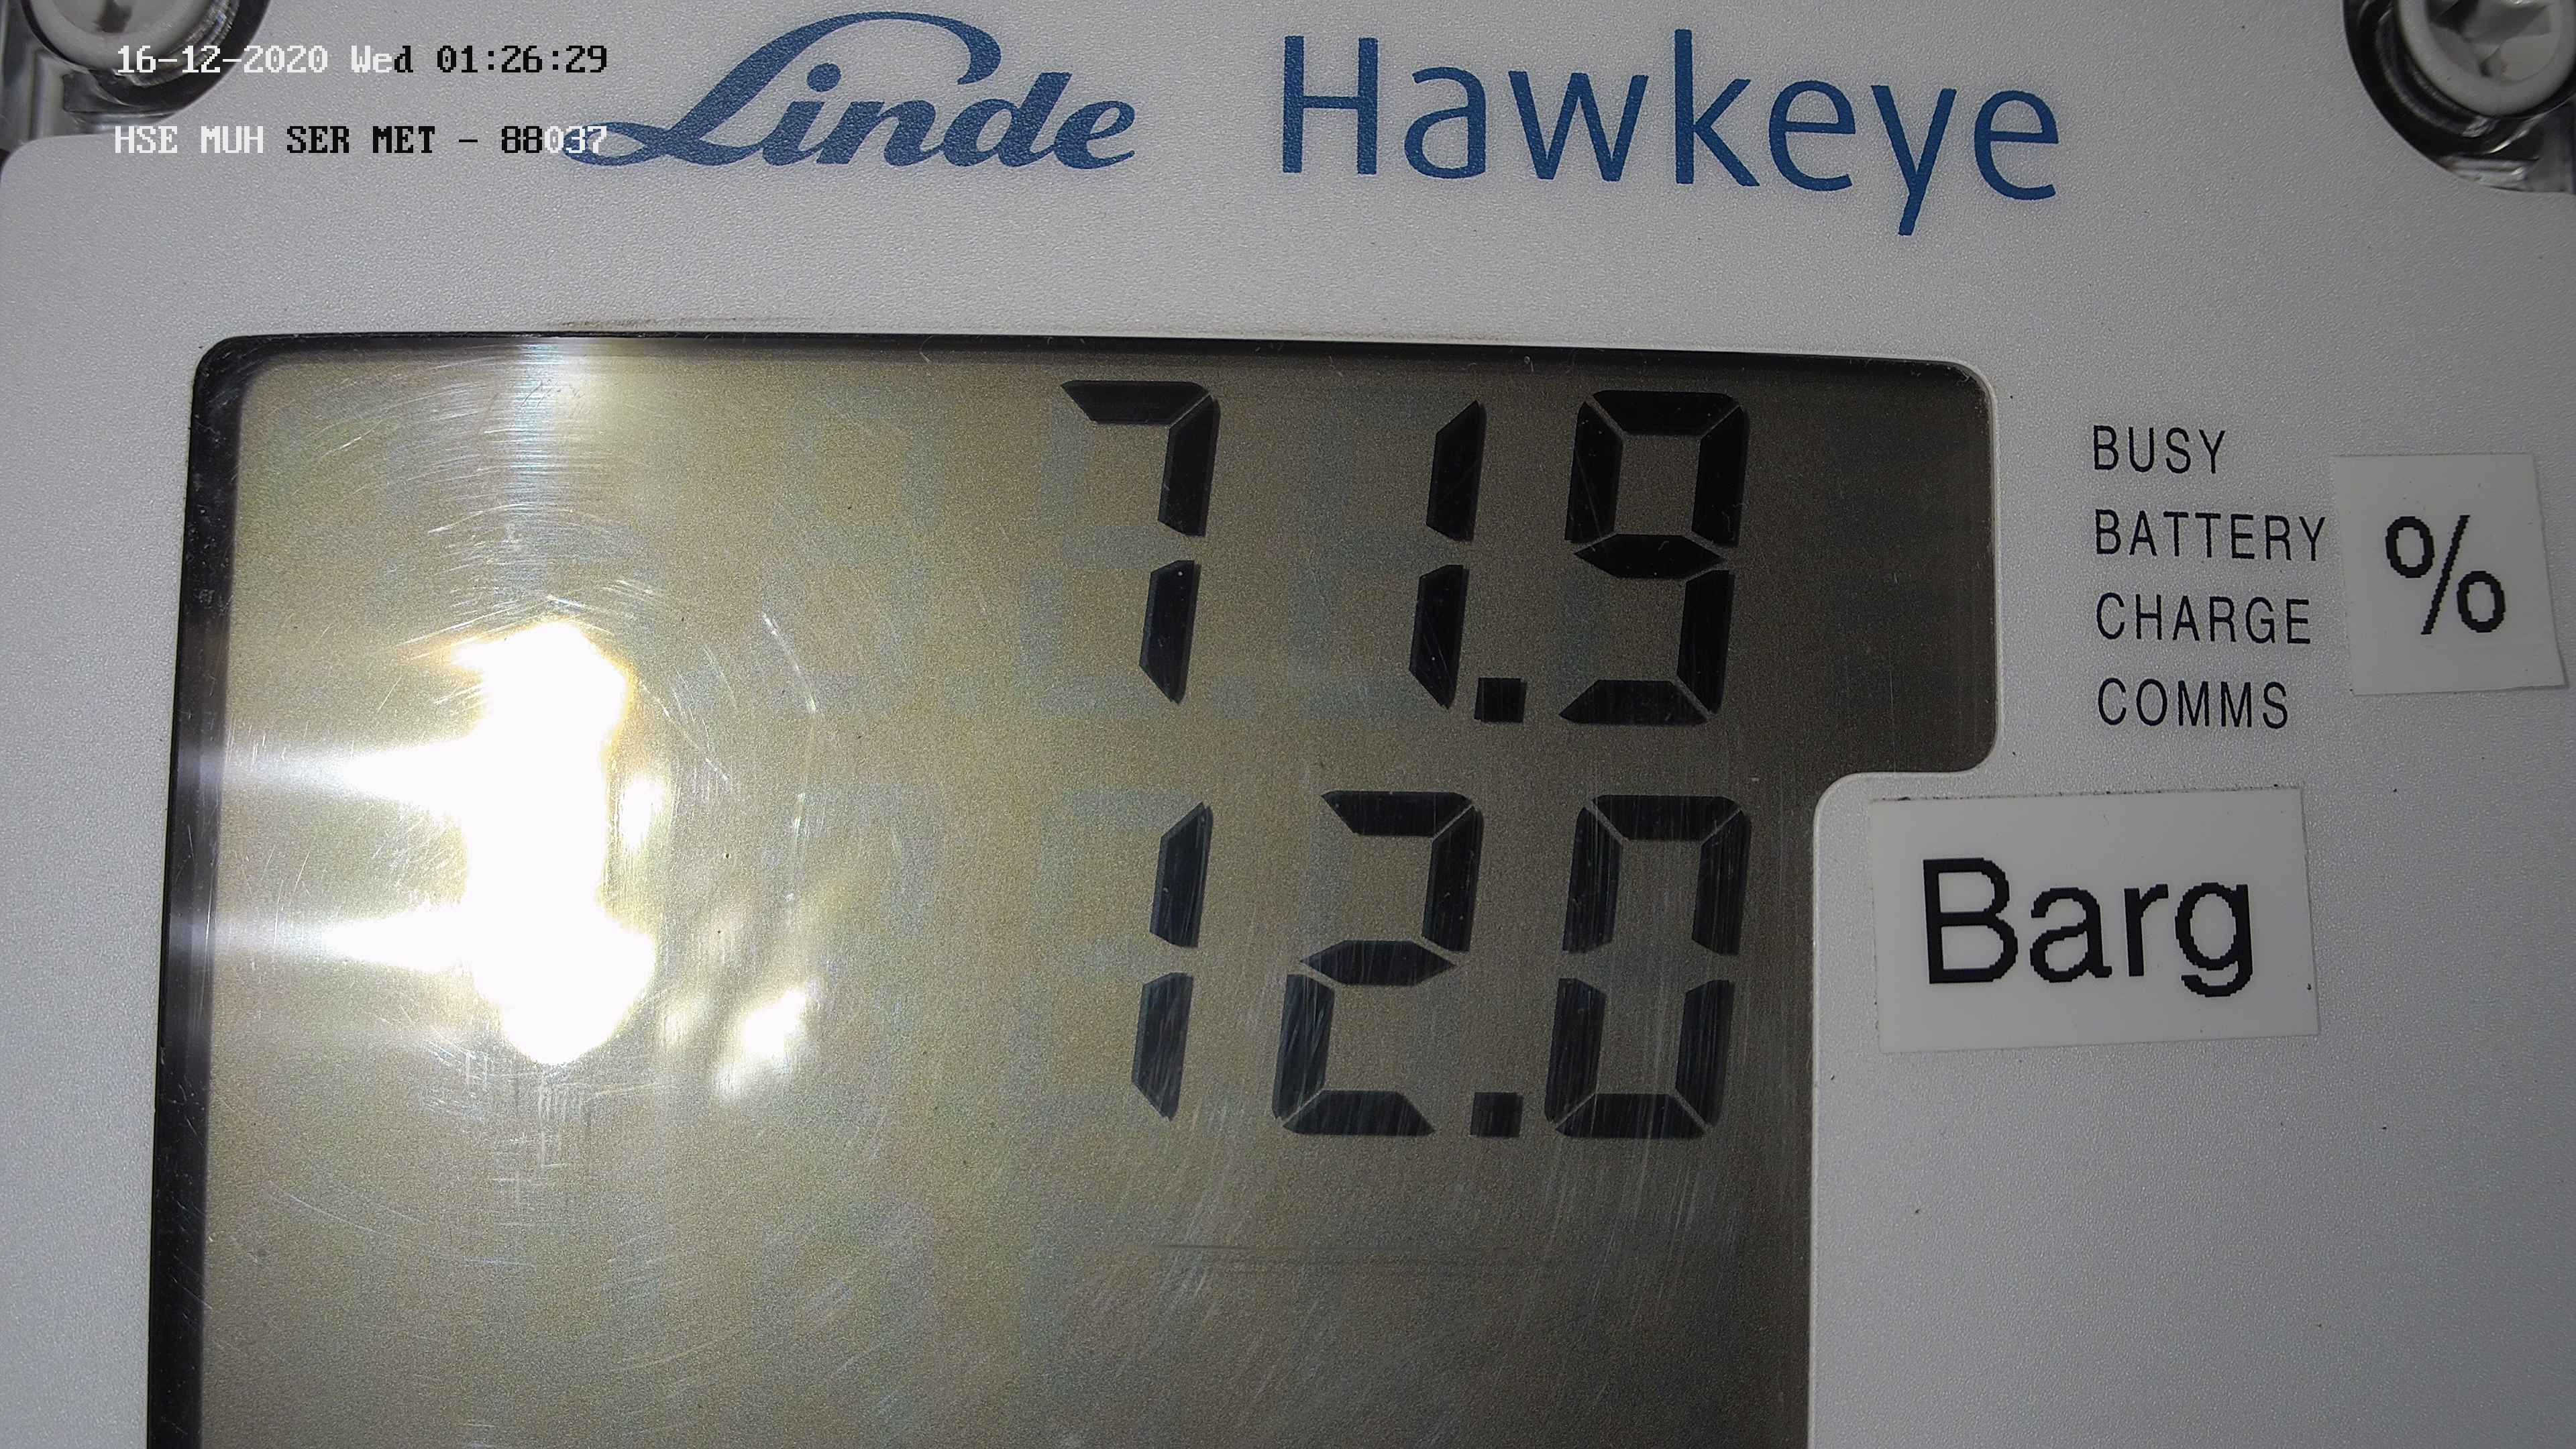 16-12-2020 Wed 01:26:29
Linde Hawkeye
HSE MUH SER MET - 88037
71.9
BUSY
BATTERY
CHARGE
COMMS
%
12.0
Barg